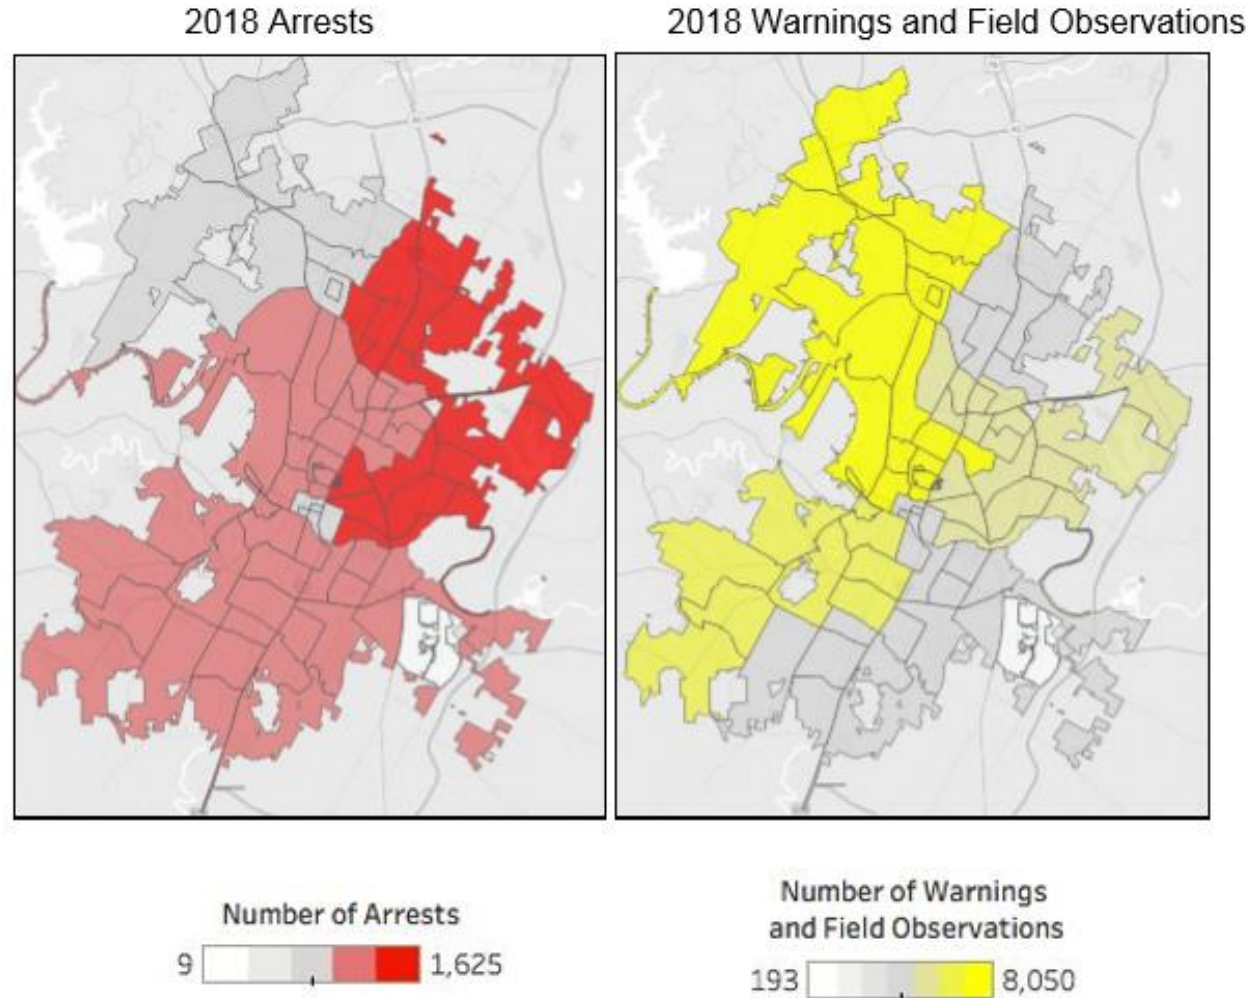 2018 Arrests
2018 Warnings and Field Observations
Number of Arrests
9
1,625
Number of Warnings
and Field Observations
193
8,050